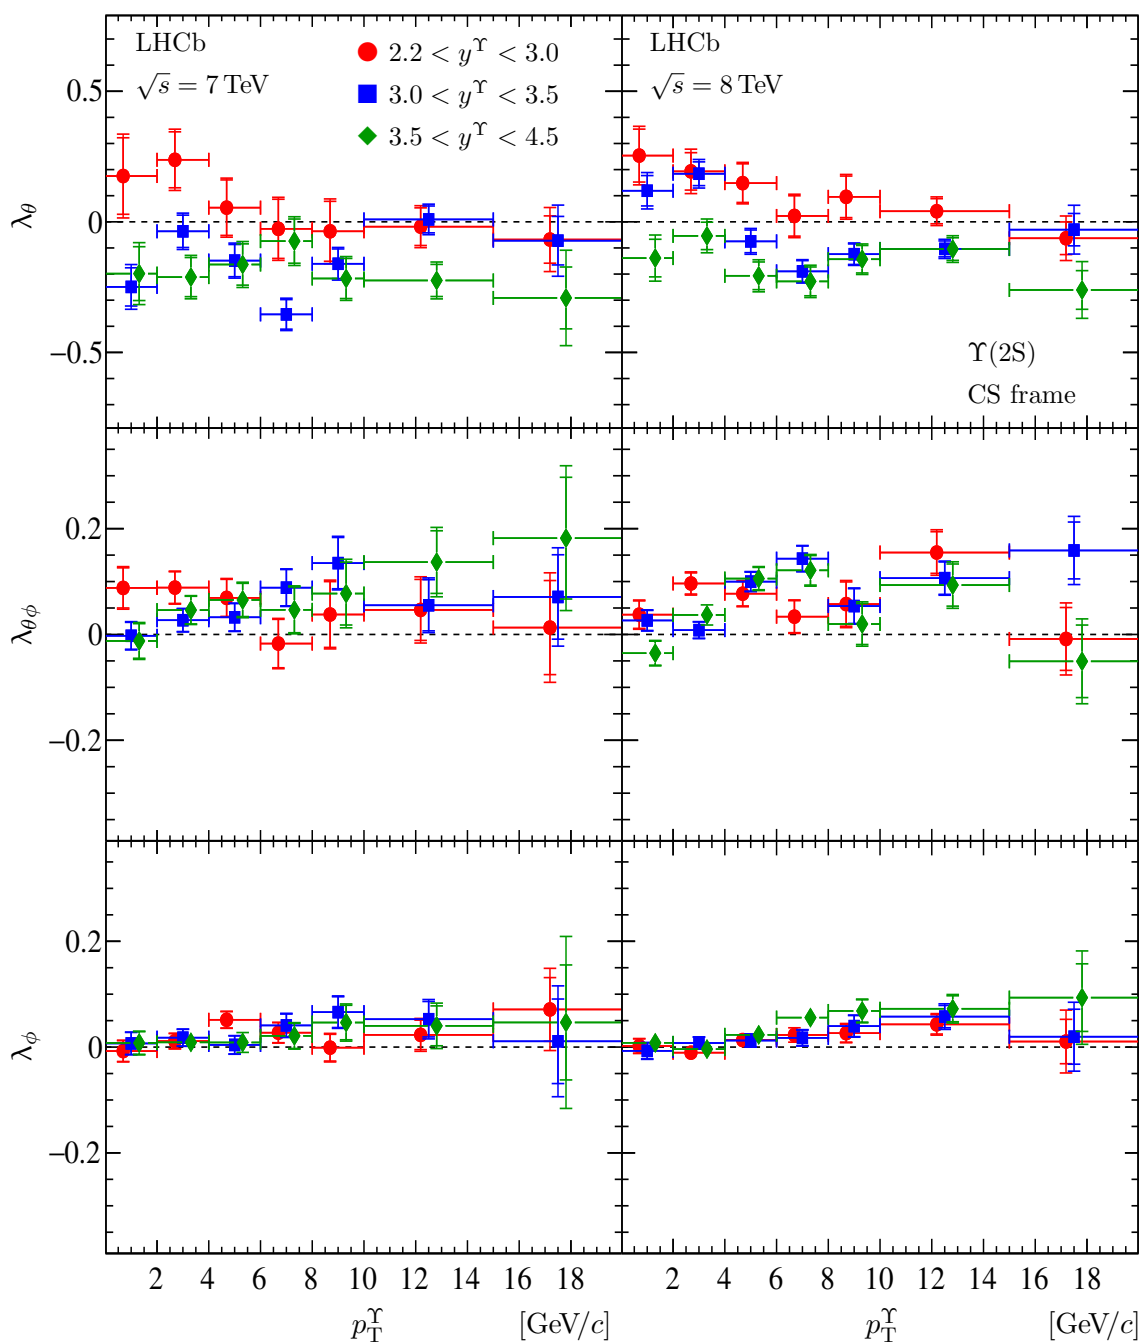 LHCb
√s = 7 TeV
2.2 < y^ϒ < 3.0
3.0 < y^ϒ < 3.5
3.5 < y^ϒ < 4.5
LHCb
√s = 8 TeV
ϒ(2S)
CS frame
λ_θ
0.5
0
−0.5
λ_θϕ
0.2
0
−0.2
λ_ϕ
0.2
0
−0.2
2 4 6 8 10 12 14 16 18 2 4 6 8 10 12 14 16 18
p_T^ϒ [GeV/c] p_T^ϒ [GeV/c]